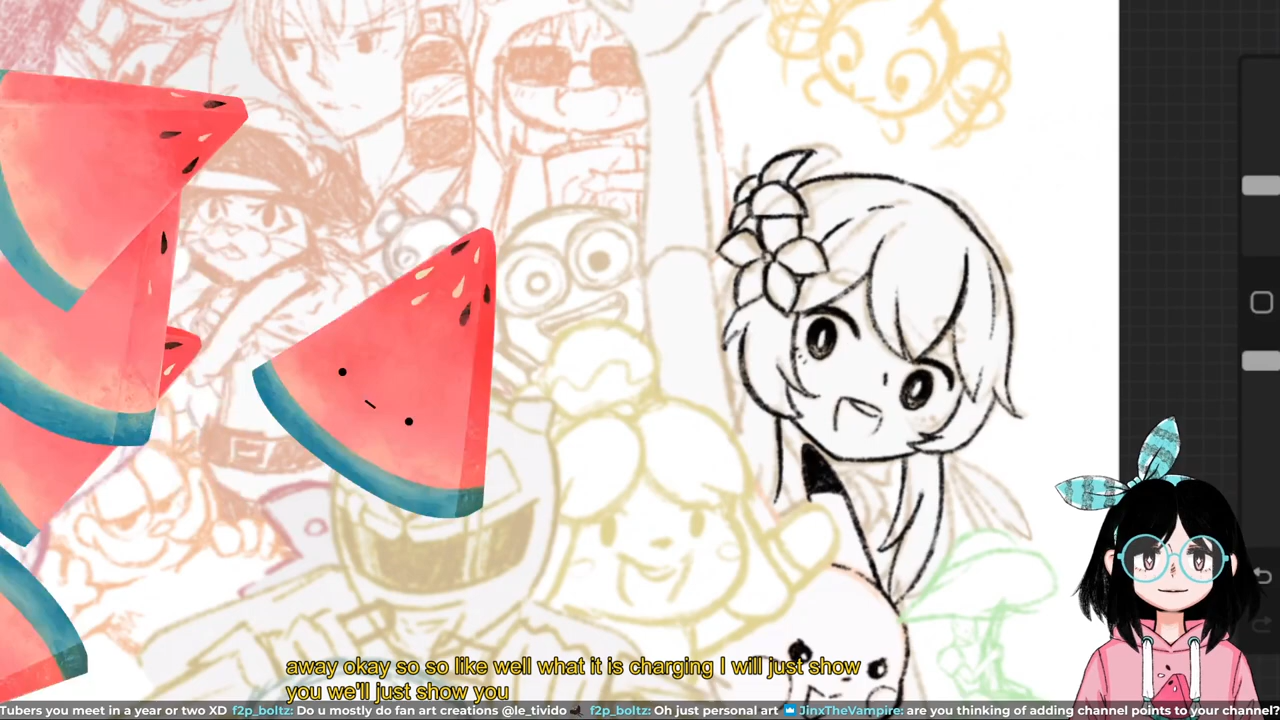 away okay so so like well what it is charging I will just show
you we'll just show you
Tubers you meet in a year or two XD f2p_boltz: Do u mostly do fan art creations @le_tivido f2p_boltz: Oh just personal art JinxTheVampire: are you thinking of adding channel points to your channel?